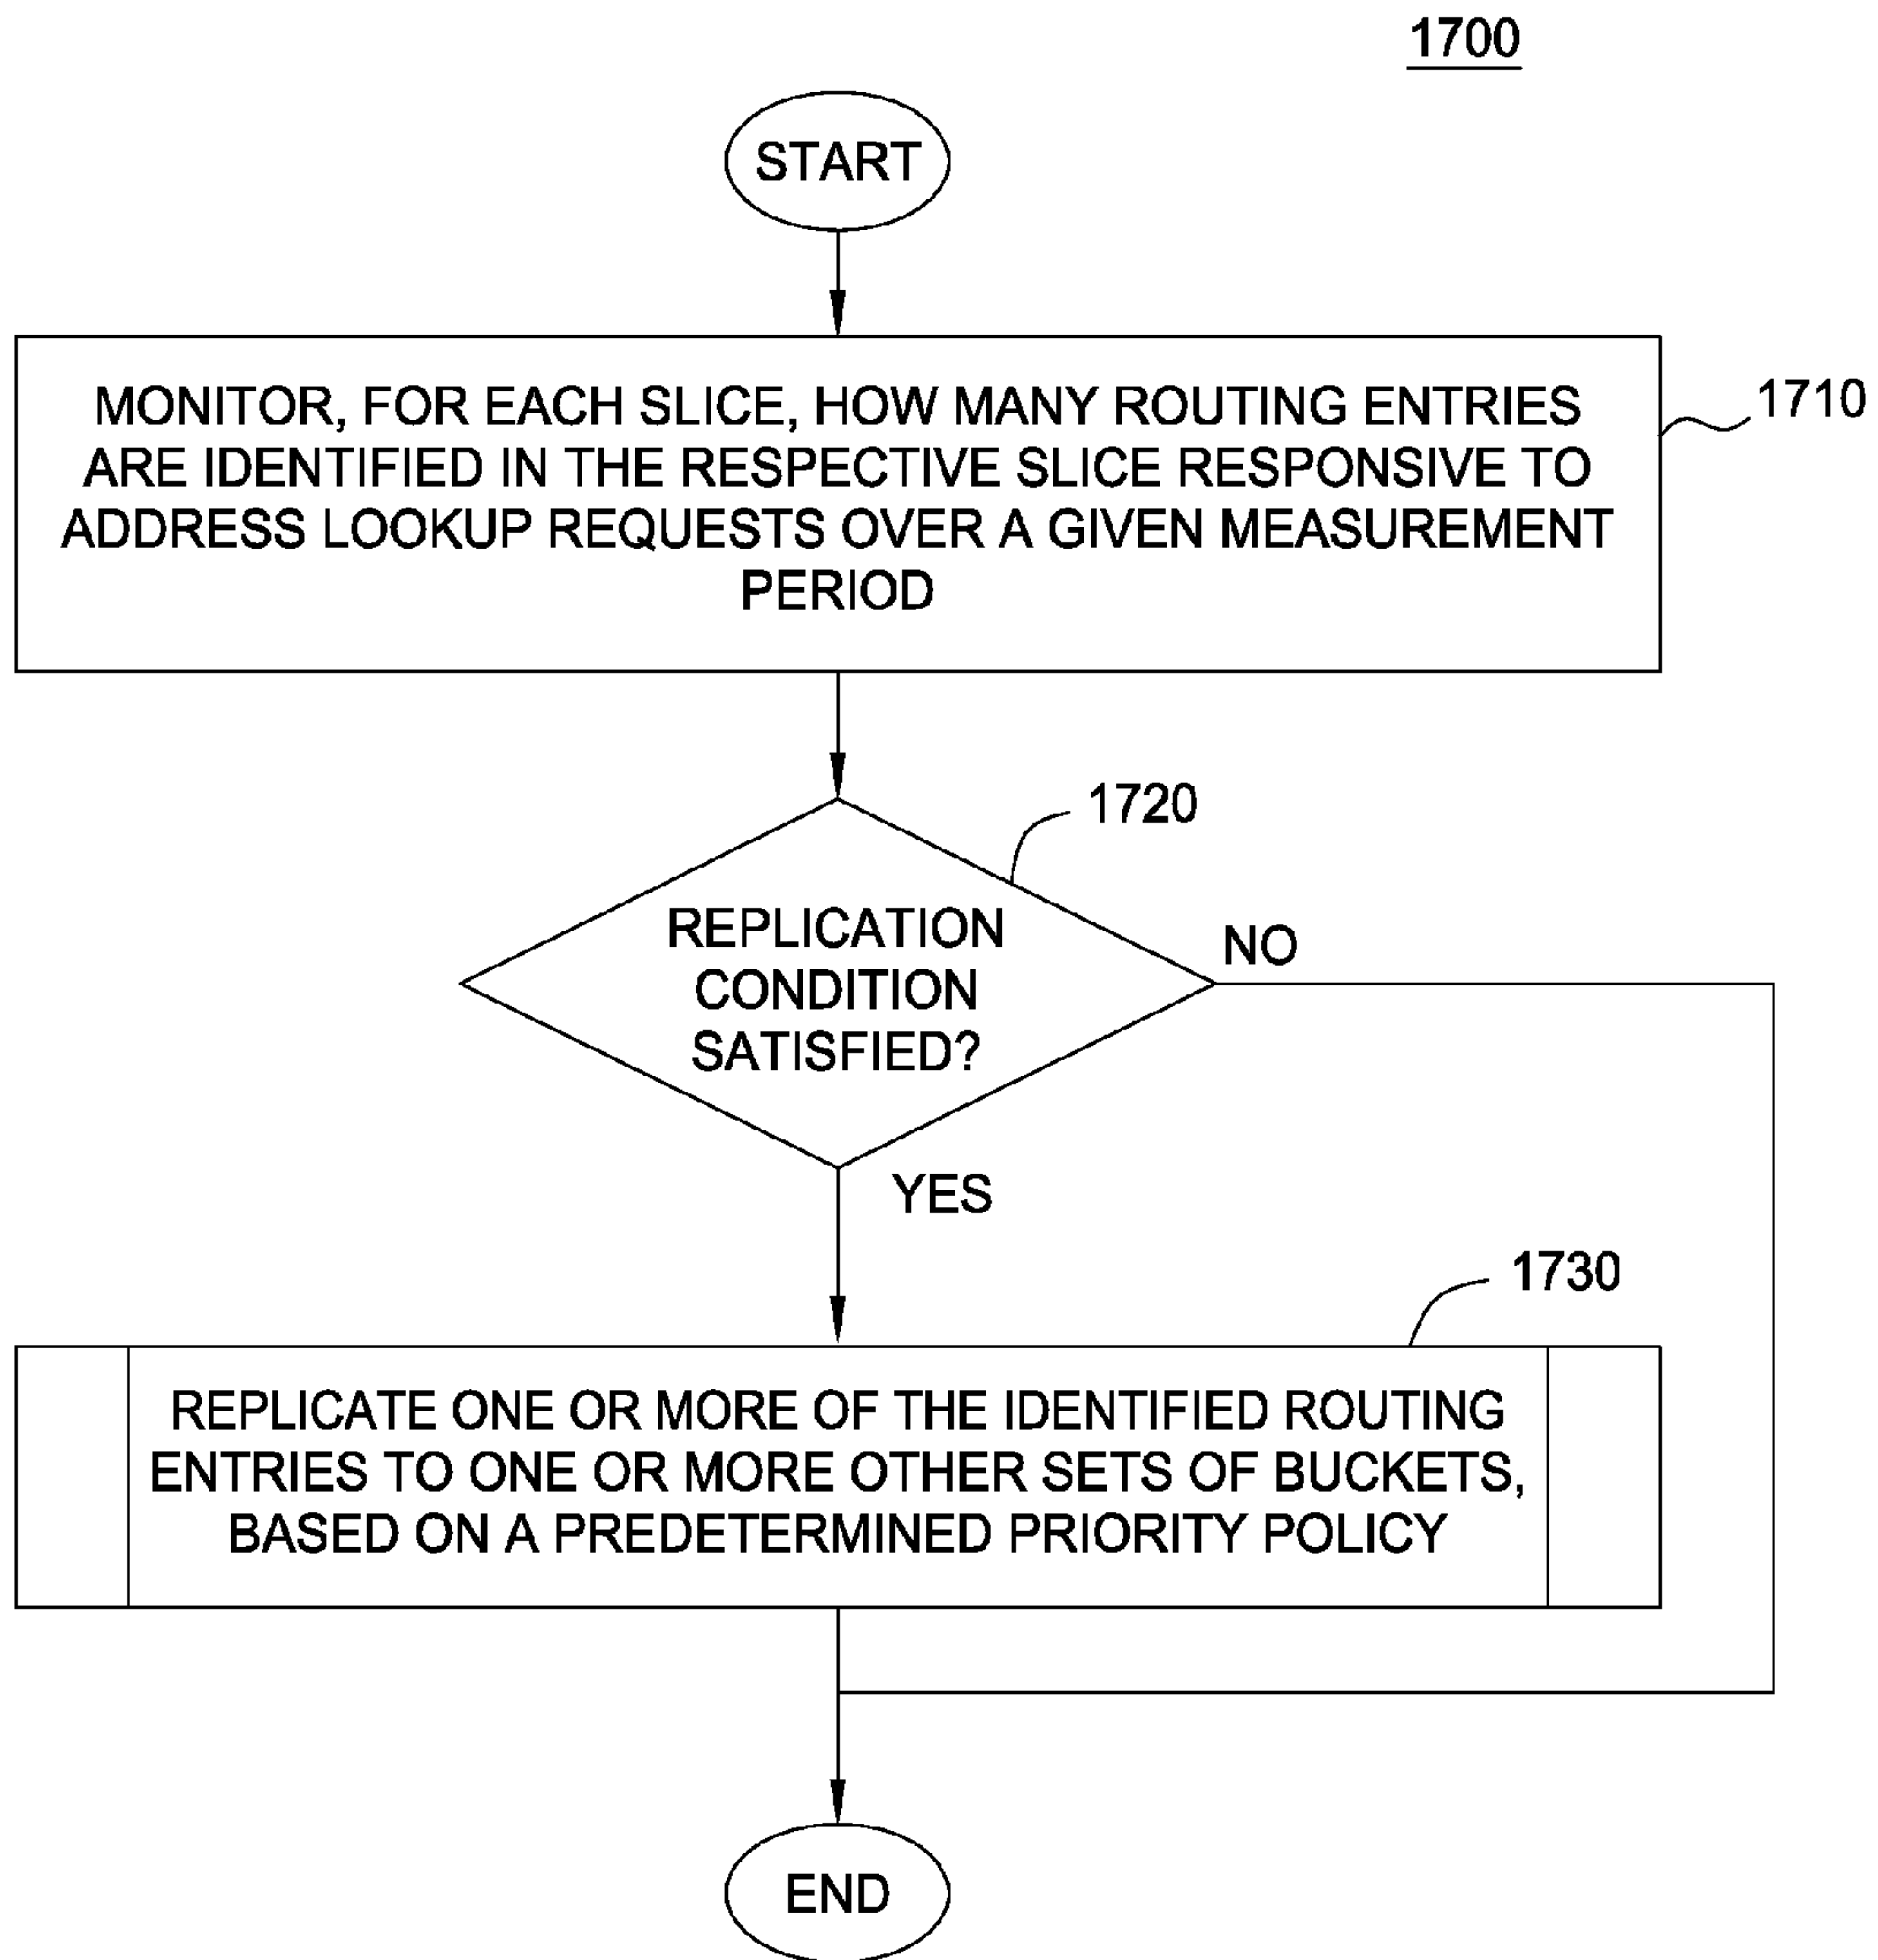 1700
START
MONITOR, FOR EACH SLICE, HOW MANY ROUTING ENTRIES
ARE IDENTIFIED IN THE RESPECTIVE SLICE RESPONSIVE TO
ADDRESS LOOKUP REQUESTS OVER A GIVEN MEASUREMENT
PERIOD
1710
1720
REPLICATION
CONDITION
SATISFIED?
NO
YES
1730
REPLICATE ONE OR MORE OF THE IDENTIFIED ROUTING
ENTRIES TO ONE OR MORE OTHER SETS OF BUCKETS,
BASED ON A PREDETERMINED PRIORITY POLICY
END